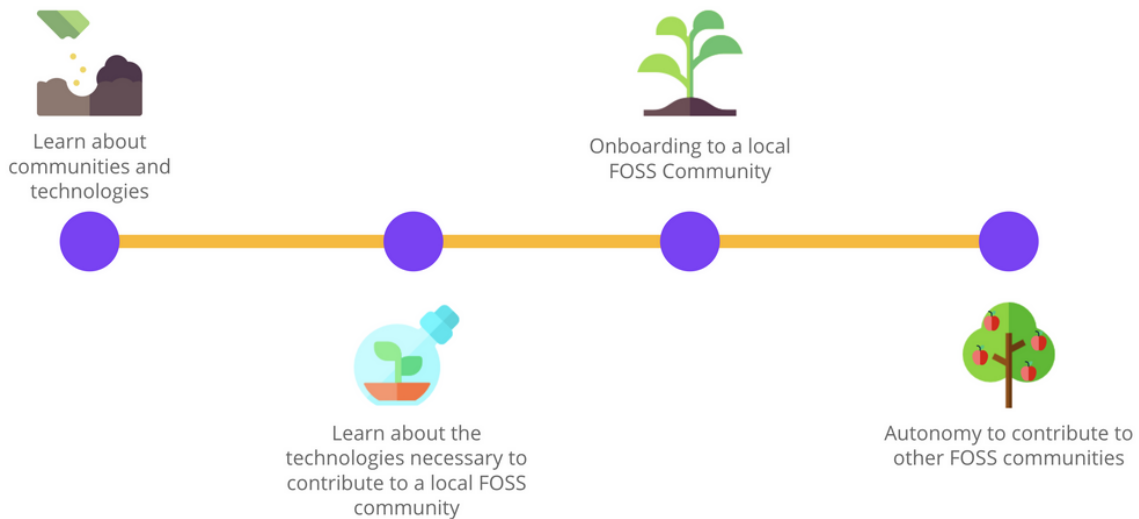 Learn about
communities and
technologies
Learn about the
technologies necessary to
contribute to a local FOSS
community
Onboarding to a local
FOSS Community
Autonomy to contribute to
other FOSS communities